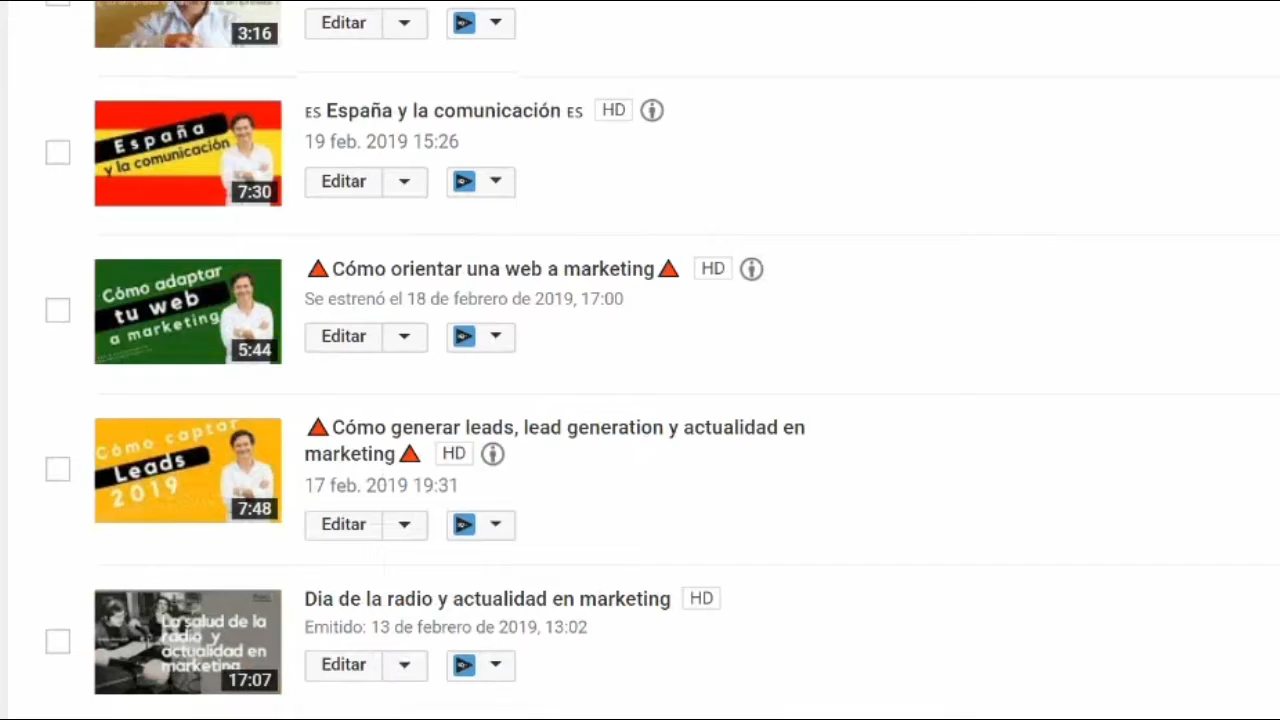 3:16
Editar
España
y la comunicación
7:30
ES España y la comunicación ES HD
19 feb. 2019 15:26
Editar
Cómo adaptar
tu web
a marketing
5:44
Cómo orientar una web a marketing HD
Se estrenó el 18 de febrero de 2019, 17:00
Editar
Cómo captar
Leads
2019
7:48
Cómo generar leads, lead generation y actualidad en
marketing HD
17 feb. 2019 19:31
Editar
La salud de la
radio y
actualidad en
marketing
17:07
Dia de la radio y actualidad en marketing HD
Emitido: 13 de febrero de 2019, 13:02
Editar